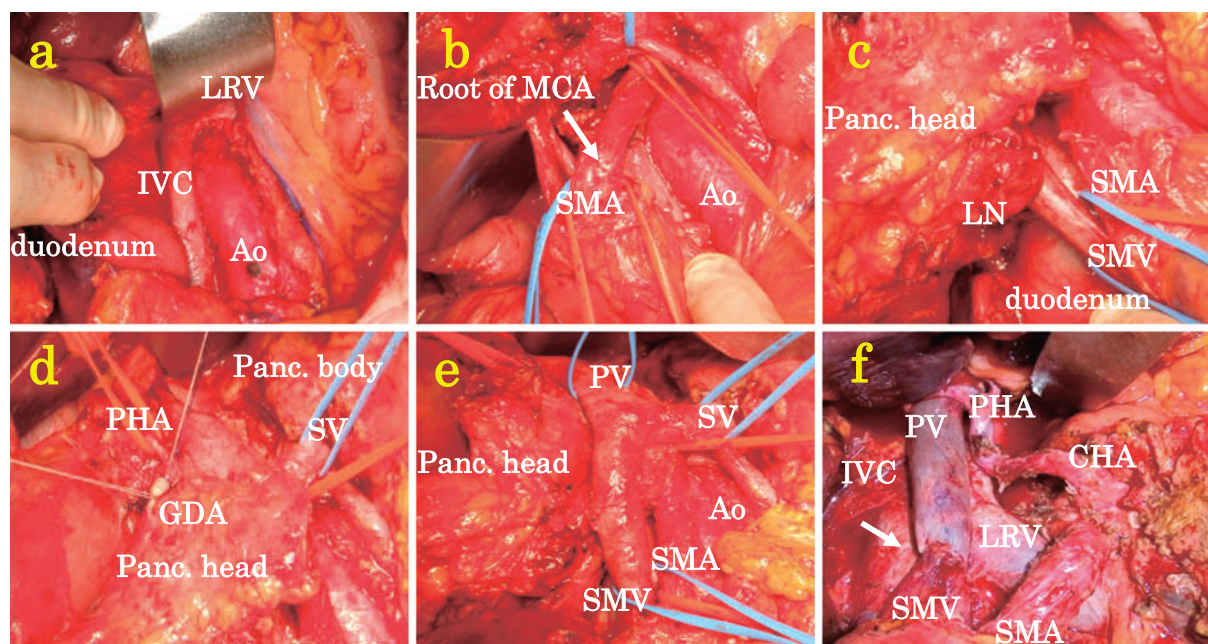 a
LRV
IVC
duodenum
Ao
b
Root of MCA
SMA
Ao
c
Panc. head
SMA
LN
SMV
duodenum
d
Panc. body
PHA
SV
GDA
Panc. head
e
PV
SV
Panc. head
Ao
SMA
SMV
f
PHA
PV
CHA
IVC
LRV
SMV
SMA